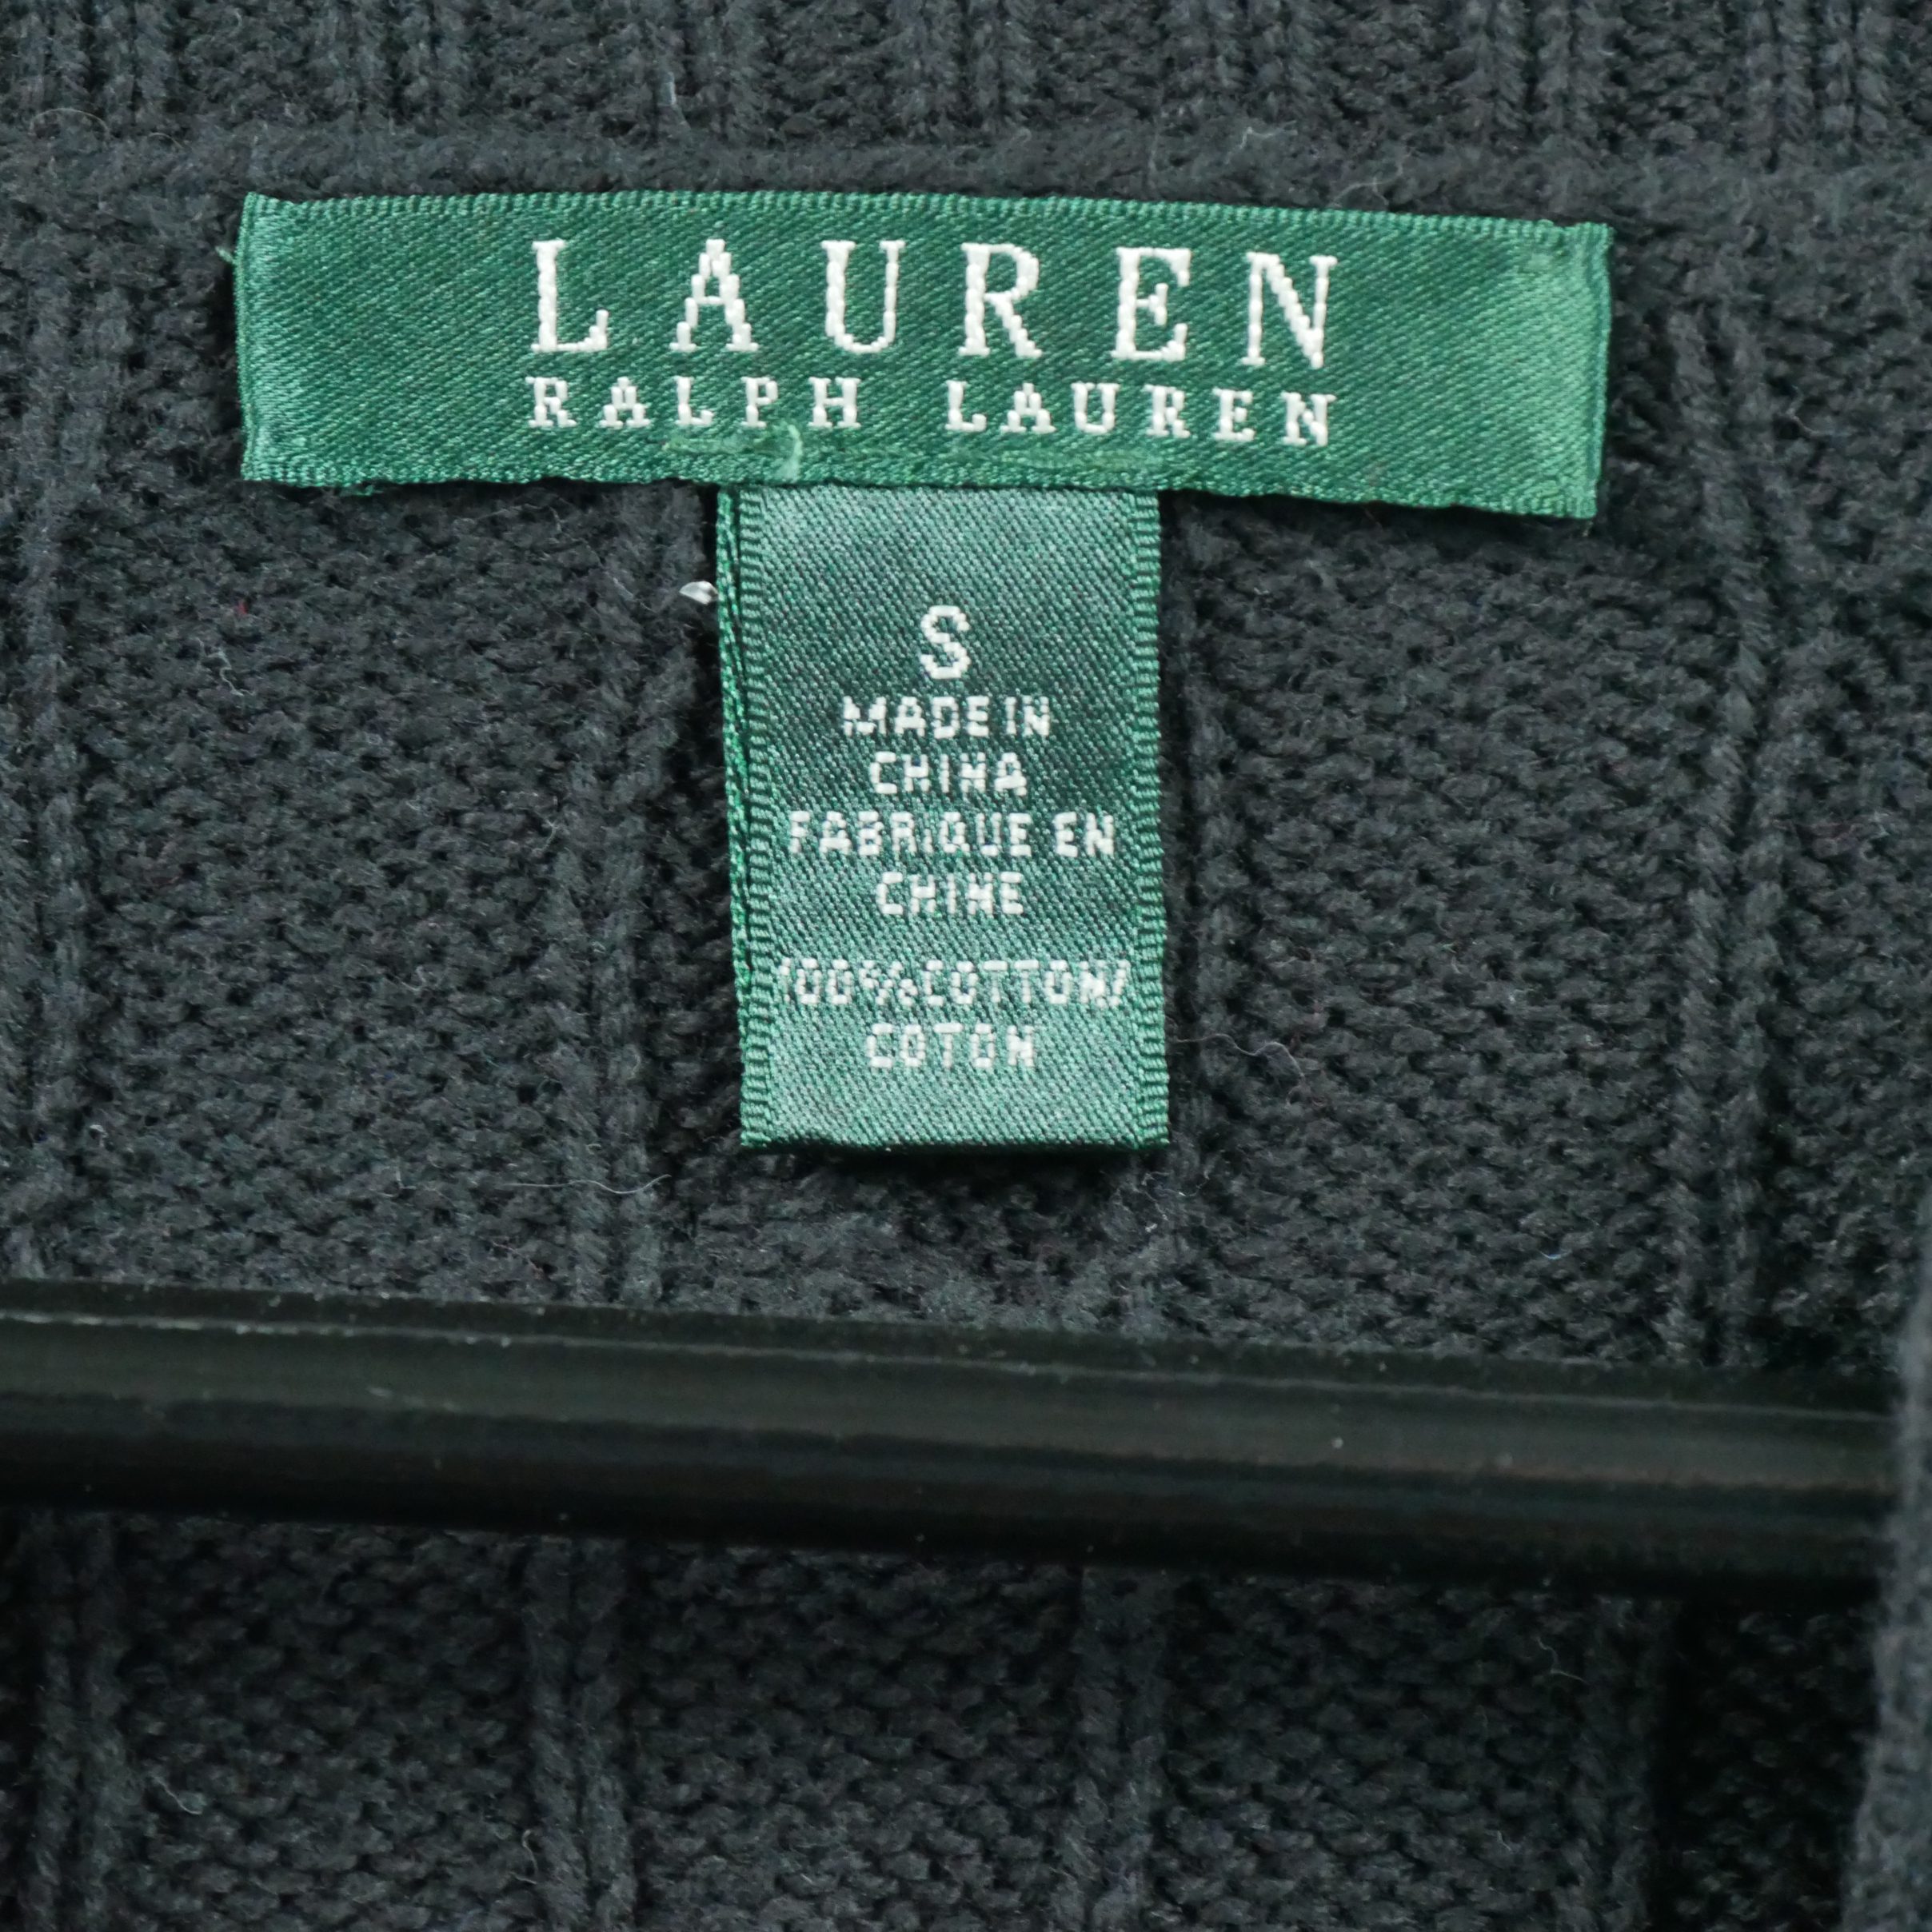 LAUREN
RALPH LAUREN
S
MADE IN
CHINA
FABRIQUE EN
CHINE
100% COTTON/
COTON